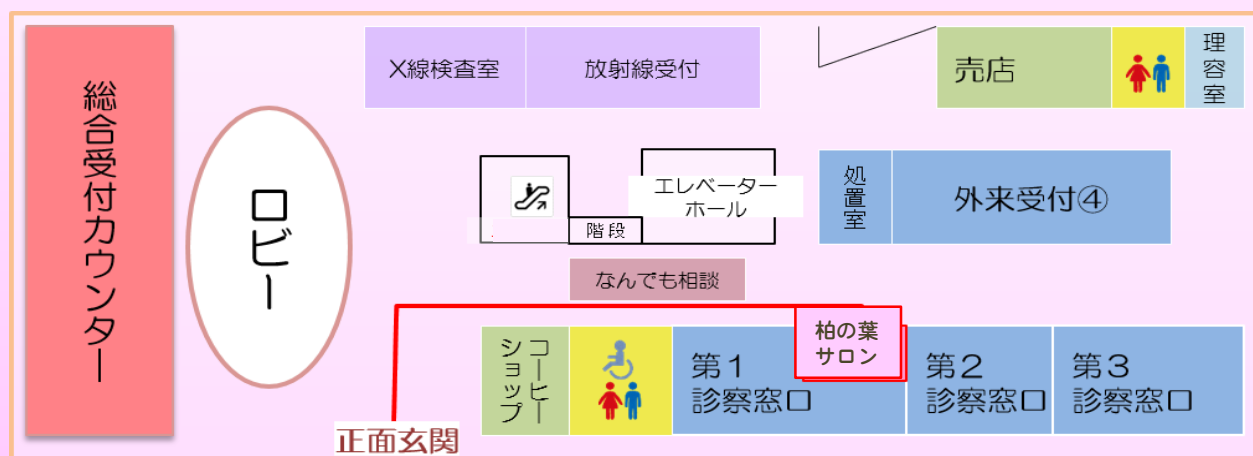 総合受付カウンター
ロビー
X線検査室
放射線受付
売店
理容室
エレベーター
ホール
階段
処置室
外来受付④
なんでも相談
柏の葉
サロン
コーヒー
ショップ
第1
診察窓口
第2
診察窓口
第3
診察窓口
正面玄関